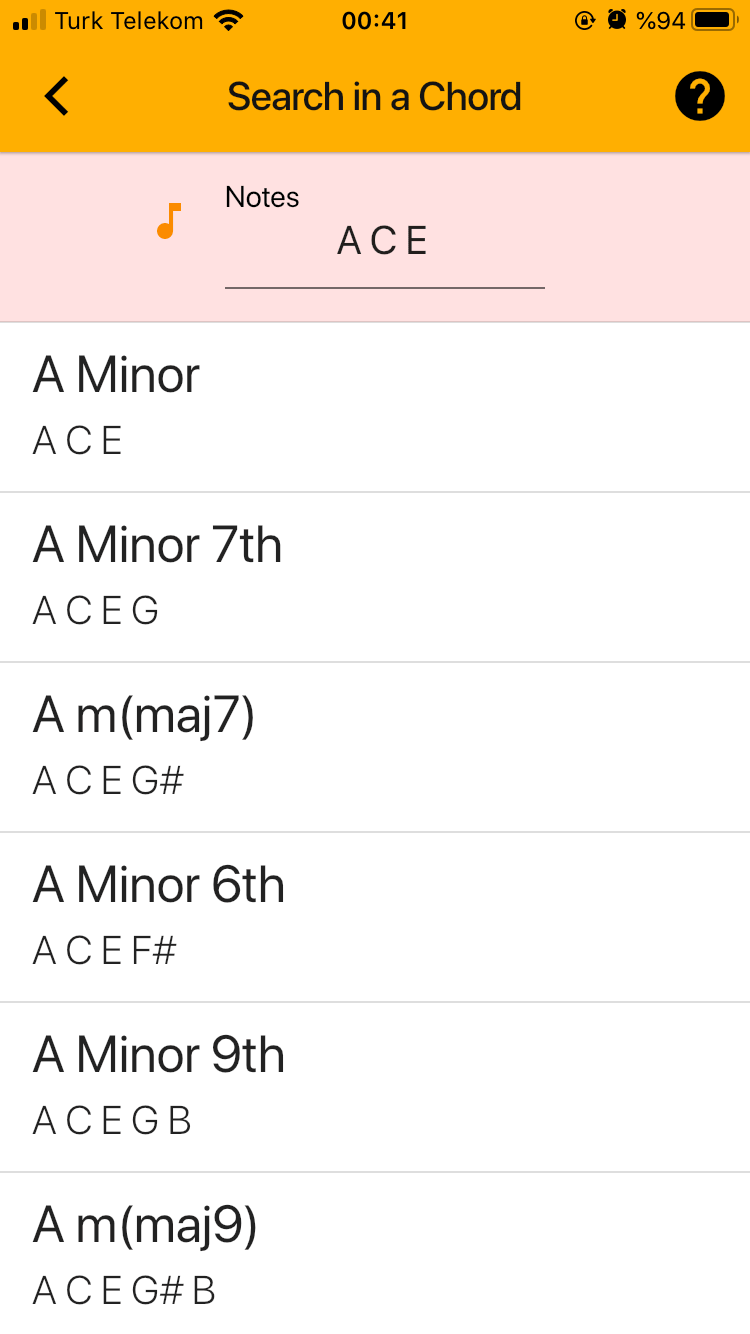 Turk Telekom 00:41 %94
Search in a Chord
Notes
A C E
A Minor
A C E
A Minor 7th
A C E G
A m(maj7)
A C E G#
A Minor 6th
A C E F#
A Minor 9th
A C E G B
A m(maj9)
A C E G# B